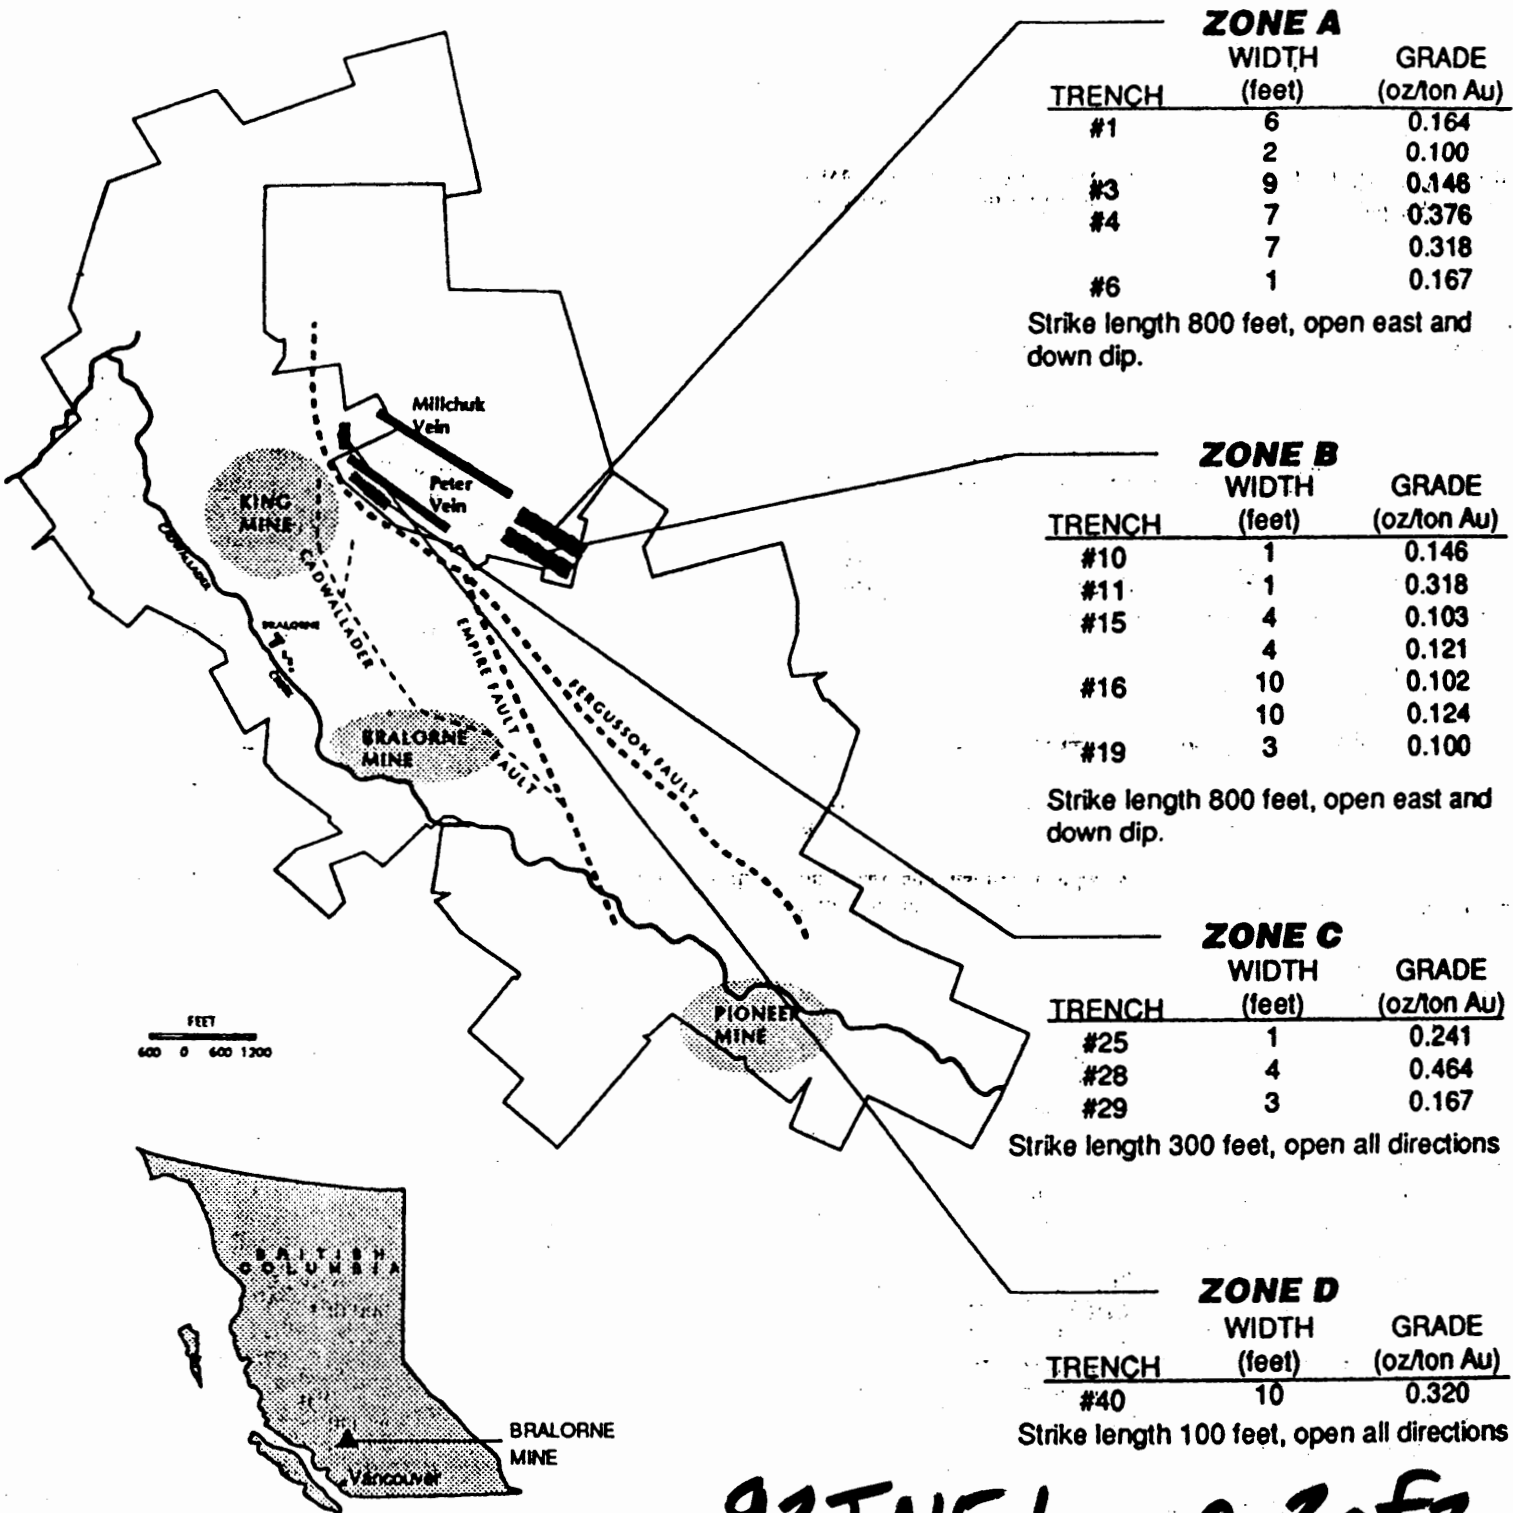 ZONE A
WIDTH GRADE
TRENCH (feet) (oz/ton Au)
#1 6 0.164
2 0.100
#3 9 0.146
#4 7 0.376
7 0.318
#6 1 0.167
Strike length 800 feet, open east and
down dip.
Millchuk
Vein
Peter
Vein
KING
MINE
CADWALLADER
CADWALLADER
BRALORNE
CREEK
EMPIRE FAULT
FERGUSSON FAULT
BRALORNE
MINE
FAULT
ZONE B
WIDTH GRADE
TRENCH (feet) (oz/ton Au)
#10 1 0.146
#11 1 0.318
#15 4 0.103
4 0.121
#16 10 0.102
10 0.124
#19 3 0.100
Strike length 800 feet, open east and
down dip.
PIONEER
MINE
FEET
600 0 600 1200
ZONE C
WIDTH GRADE
TRENCH (feet) (oz/ton Au)
#25 1 0.241
#28 4 0.464
#29 3 0.167
Strike length 300 feet, open all directions
BRITISH
COLUMBIA
BRALORNE
MINE
Vancouver
ZONE D
WIDTH GRADE
TRENCH (feet) (oz/ton Au)
#40 10 0.320
Strike length 100 feet, open all directions